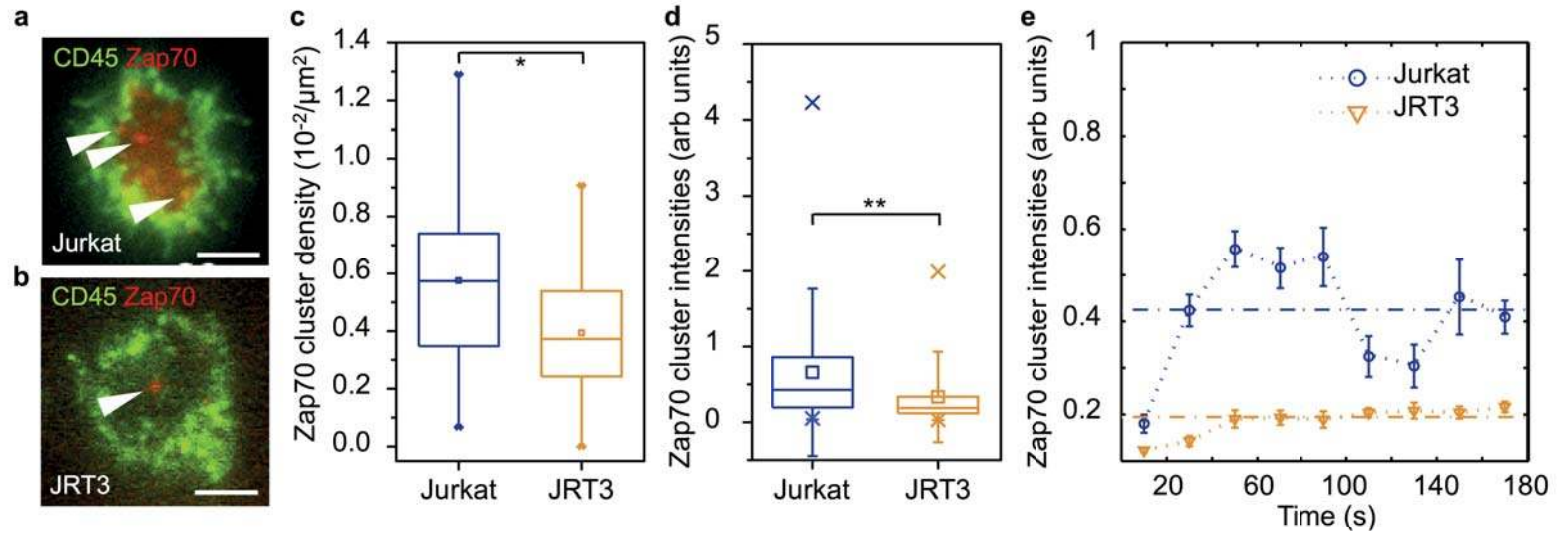 a
CD45 Zap70
Jurkat
b
CD45 Zap70
JRT3
c
Zap70 cluster density (10⁻²/μm²)
1.4
1.2
1.0
0.8
0.6
0.4
0.2
0.0
*
Jurkat
JRT3
d
Zap70 cluster intensities (arb units)
5
4
3
2
1
0
**
Jurkat
JRT3
e
Zap70 cluster intensities (arb units)
1
0.8
0.6
0.4
0.2
Jurkat
JRT3
20
60
100
140
180
Time (s)